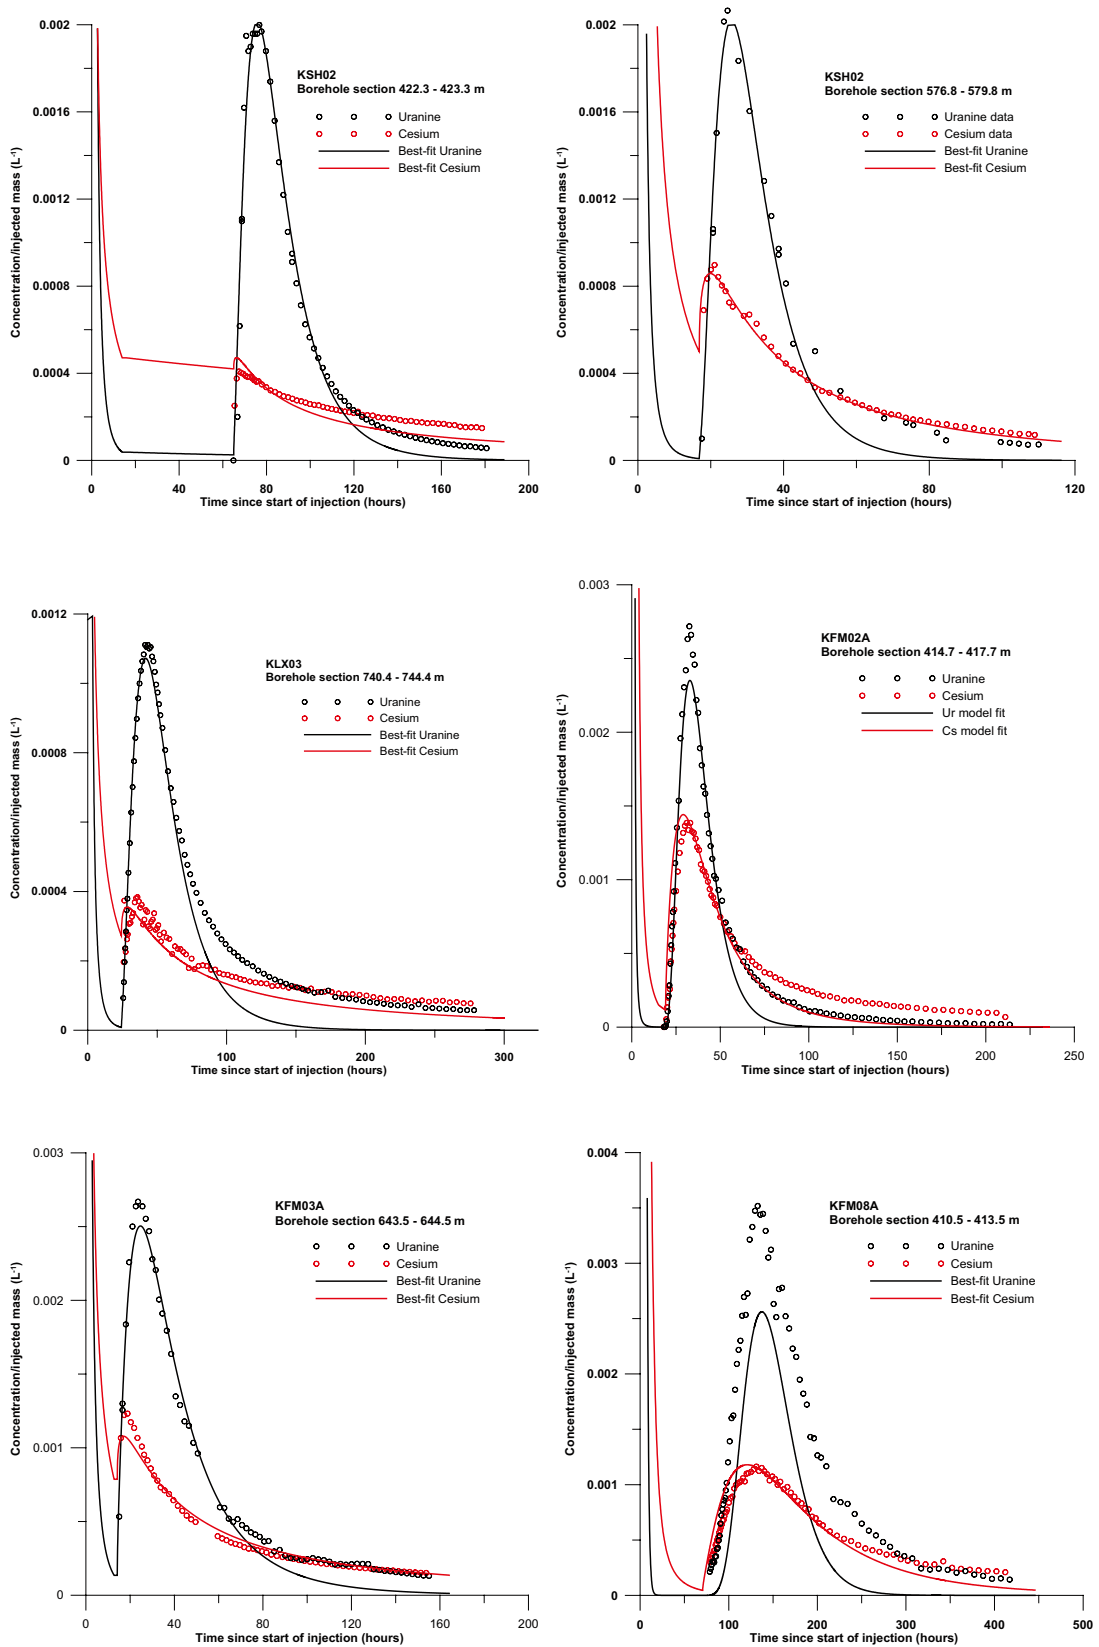 KSH02
Borehole section 422.3 - 423.3 m
Uranine
Cesium
Best-fit Uranine
Best-fit Cesium
Concentration/injected mass (L⁻¹)
0.002
0.0016
0.0012
0.0008
0.0004
0
0 40 80 120 160 200
Time since start of injection (hours)
KSH02
Borehole section 576.8 - 579.8 m
Uranine data
Cesium data
Best-fit Uranine
Best-fit Cesium
Concentration/injected mass (L⁻¹)
0.002
0.0016
0.0012
0.0008
0.0004
0
0 40 80 120
Time since start of injection (hours)
KLX03
Borehole section 740.4 - 744.4 m
Uranine
Cesium
Best-fit Uranine
Best-fit Cesium
Concentration/injected mass (L⁻¹)
0.0012
0.0008
0.0004
0
0 100 200 300
Time since start of injection (hours)
KFM02A
Borehole section 414.7 - 417.7 m
Uranine
Cesium
Ur model fit
Cs model fit
Concentration/injected mass (L⁻¹)
0.003
0.002
0.001
0
0 50 100 150 200 250
Time since start of injection (hours)
KFM03A
Borehole section 643.5 - 644.5 m
Uranine
Cesium
Best-fit Uranine
Best-fit Cesium
Concentration/injected mass (L⁻¹)
0.003
0.002
0.001
0
0 40 80 120 160 200
Time since start of injection (hours)
KFM08A
Borehole section 410.5 - 413.5 m
Uranine
Cesium
Best-fit Uranine
Best-fit Cesium
Concentration/injected mass (L⁻¹)
0.004
0.003
0.002
0.001
0
0 100 200 300 400 500
Time since start of injection (hours)